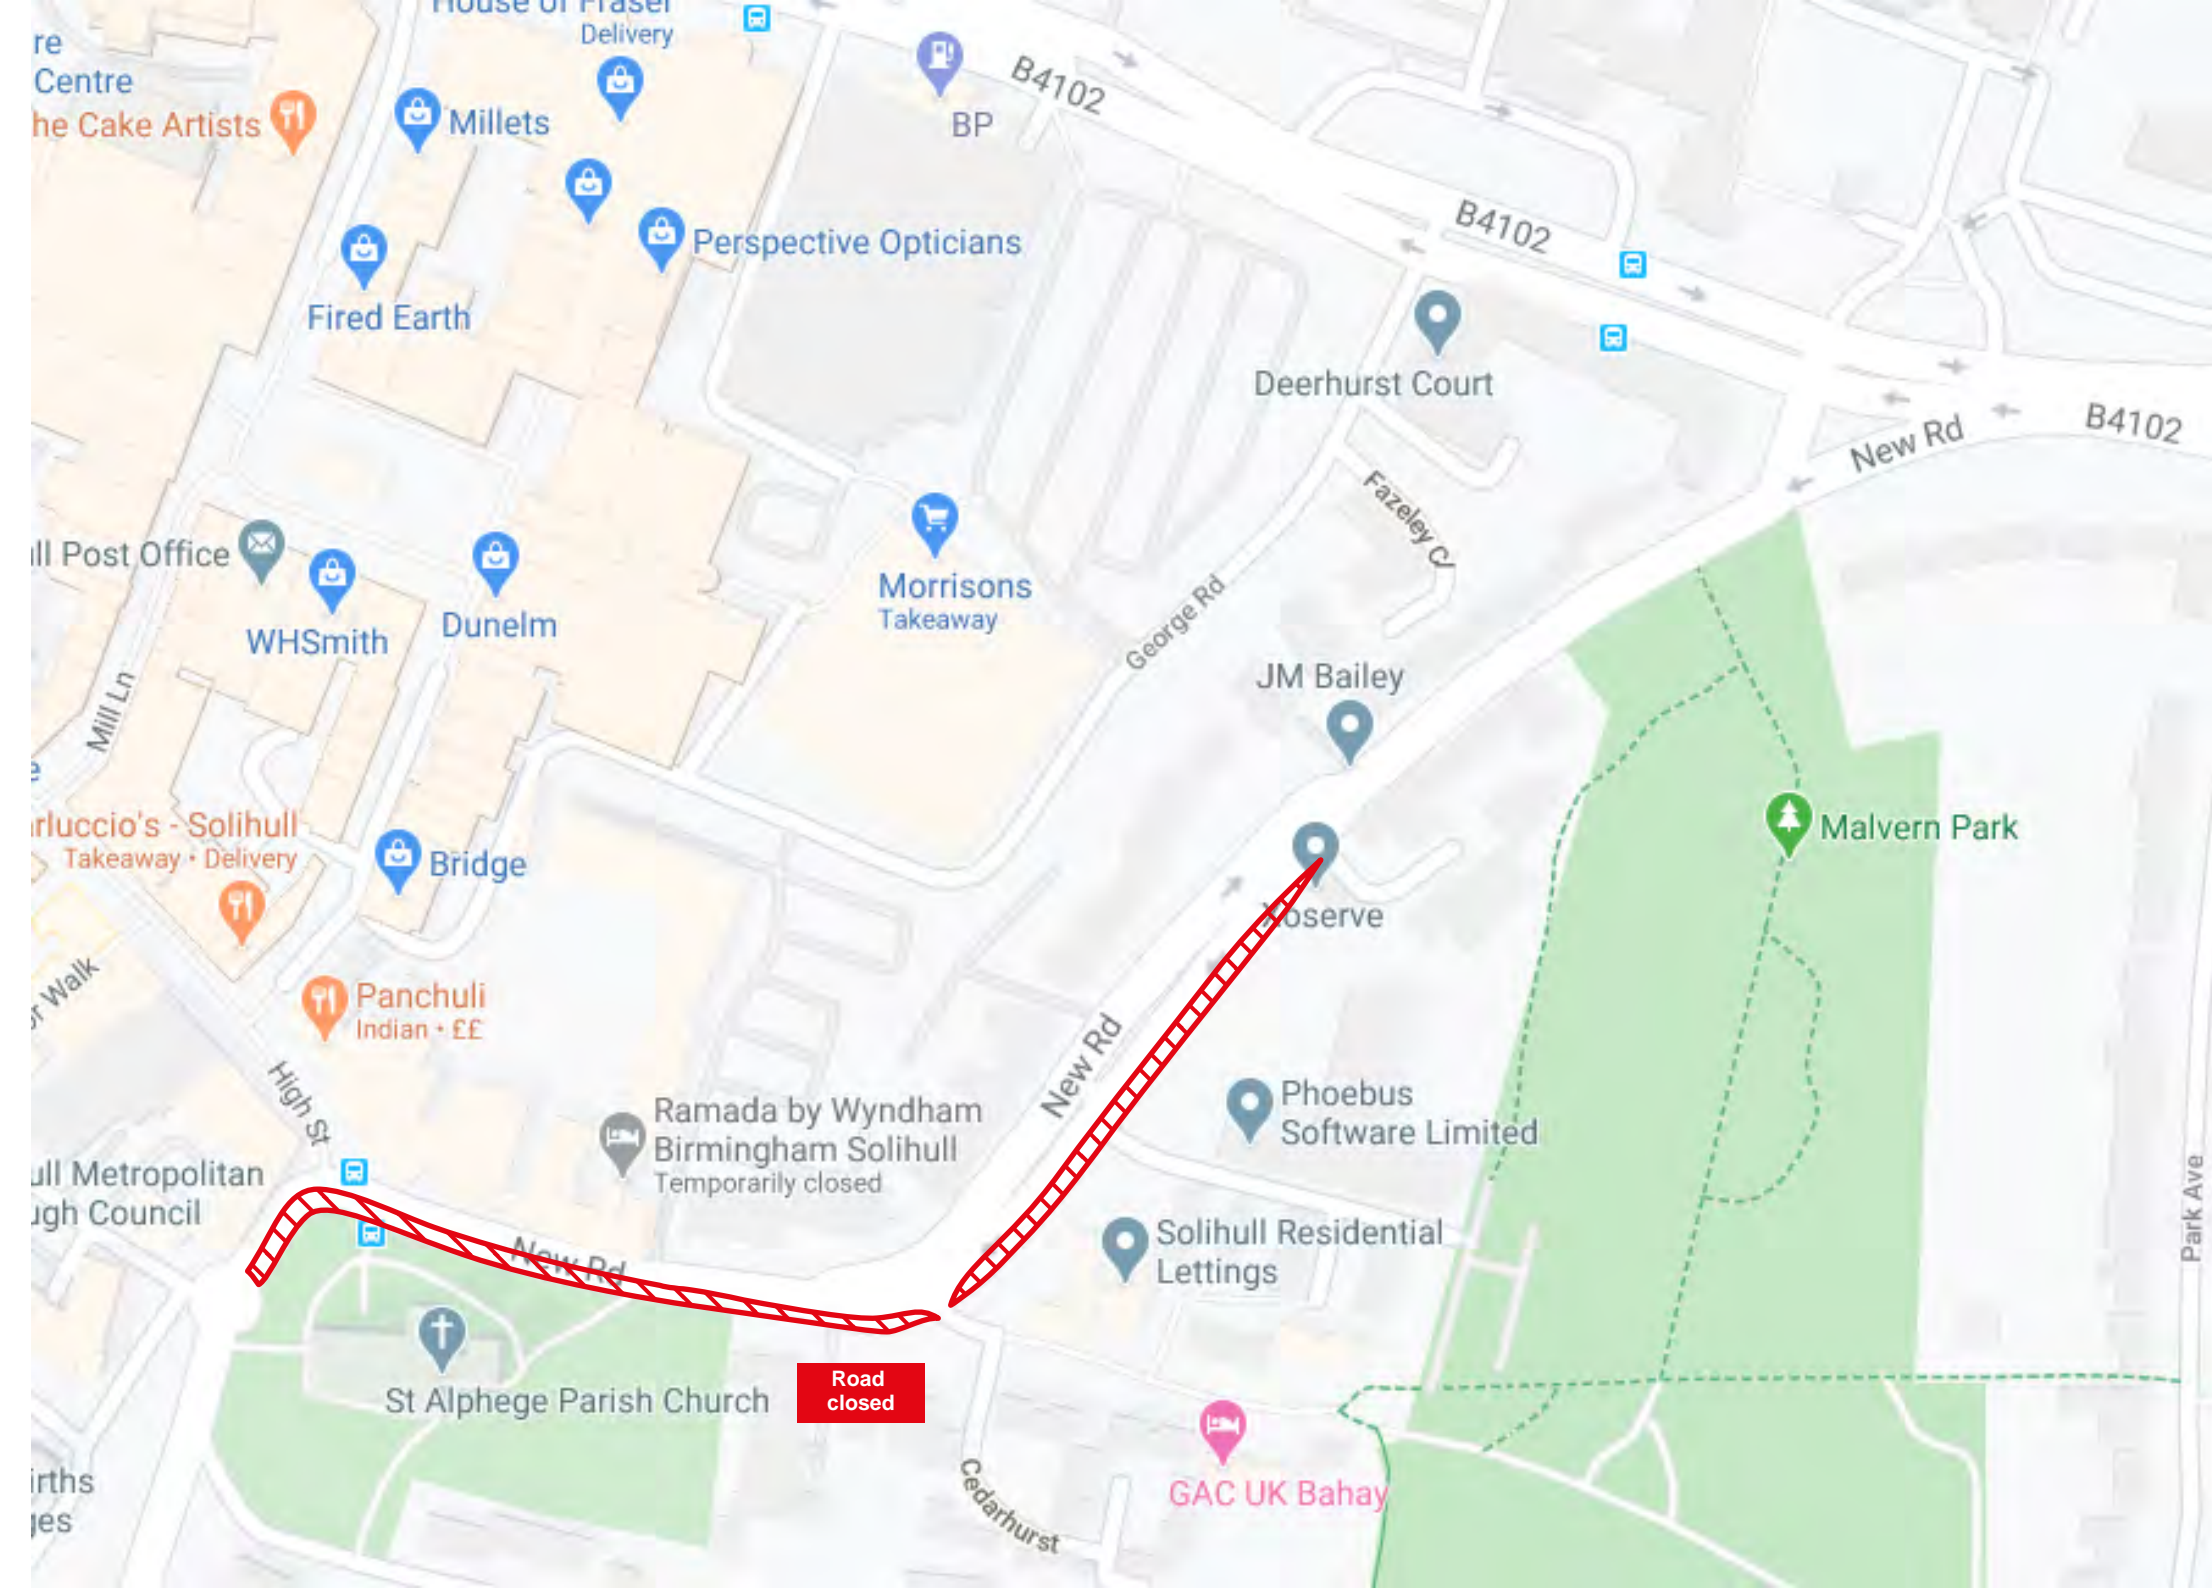 House of Fraser
Delivery
re
Centre
he Cake Artists
Millets
BP
B4102
B4102
Perspective Opticians
Fired Earth
Deerhurst Court
B4102
New Rd
Fazeley Cl
ll Post Office
Morrisons
Takeaway
WHSmith
Dunelm
George Rd
JM Bailey
Mill Ln
e
rluccio's - Solihull
Takeaway • Delivery
Bridge
Malvern Park
Xoserve
or Walk
Panchuli
Indian • ££
New Rd
High St
Ramada by Wyndham
Birmingham Solihull
Temporarily closed
Phoebus
Software Limited
ull Metropolitan
ugh Council
Solihull Residential
Lettings
Park Ave
New Rd
St Alphege Parish Church
Road
closed
GAC UK Bahay
Cedarhurst
irths
ges